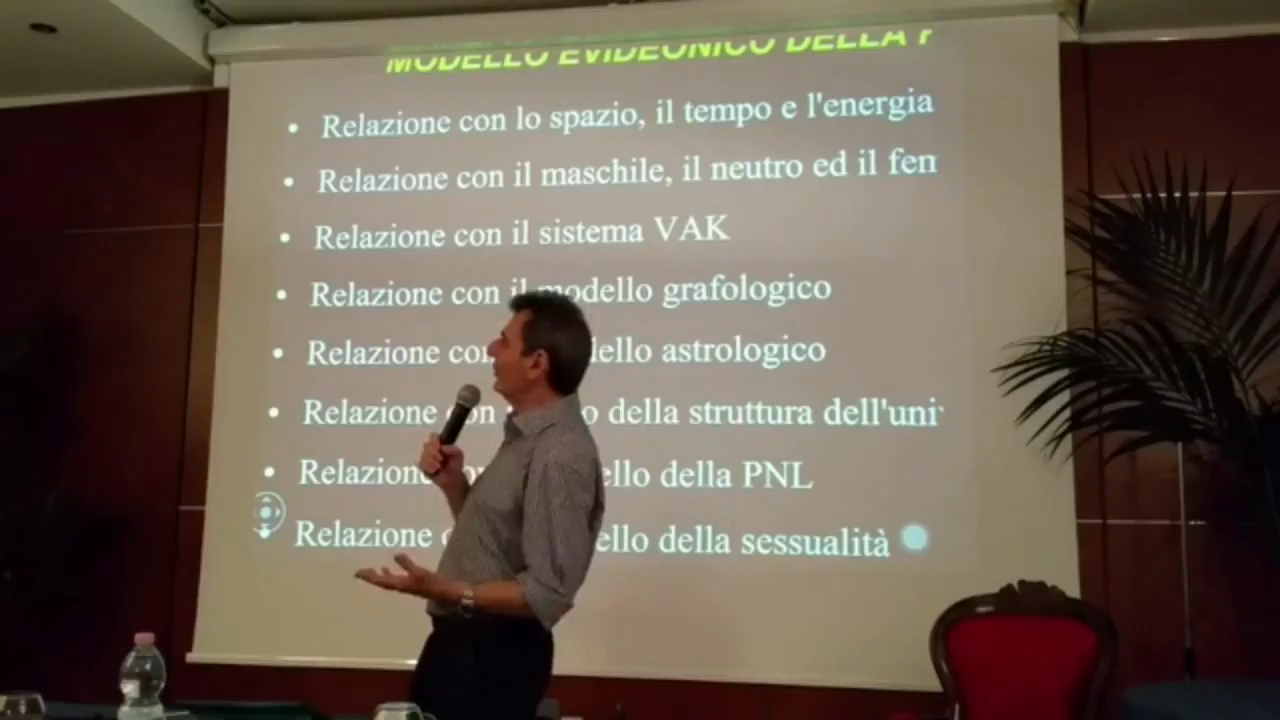 MODELLO EVIDEONICO DELLA
• Relazione con lo spazio, il tempo e l'energia
• Relazione con il maschile, il neutro ed il fem
• Relazione con il sistema VAK
• Relazione con il modello grafologico
• Relazione con dello astrologico
• Relazione con o della struttura dell'uni
• Relazione ello della PNL
Relazione ello della sessualità